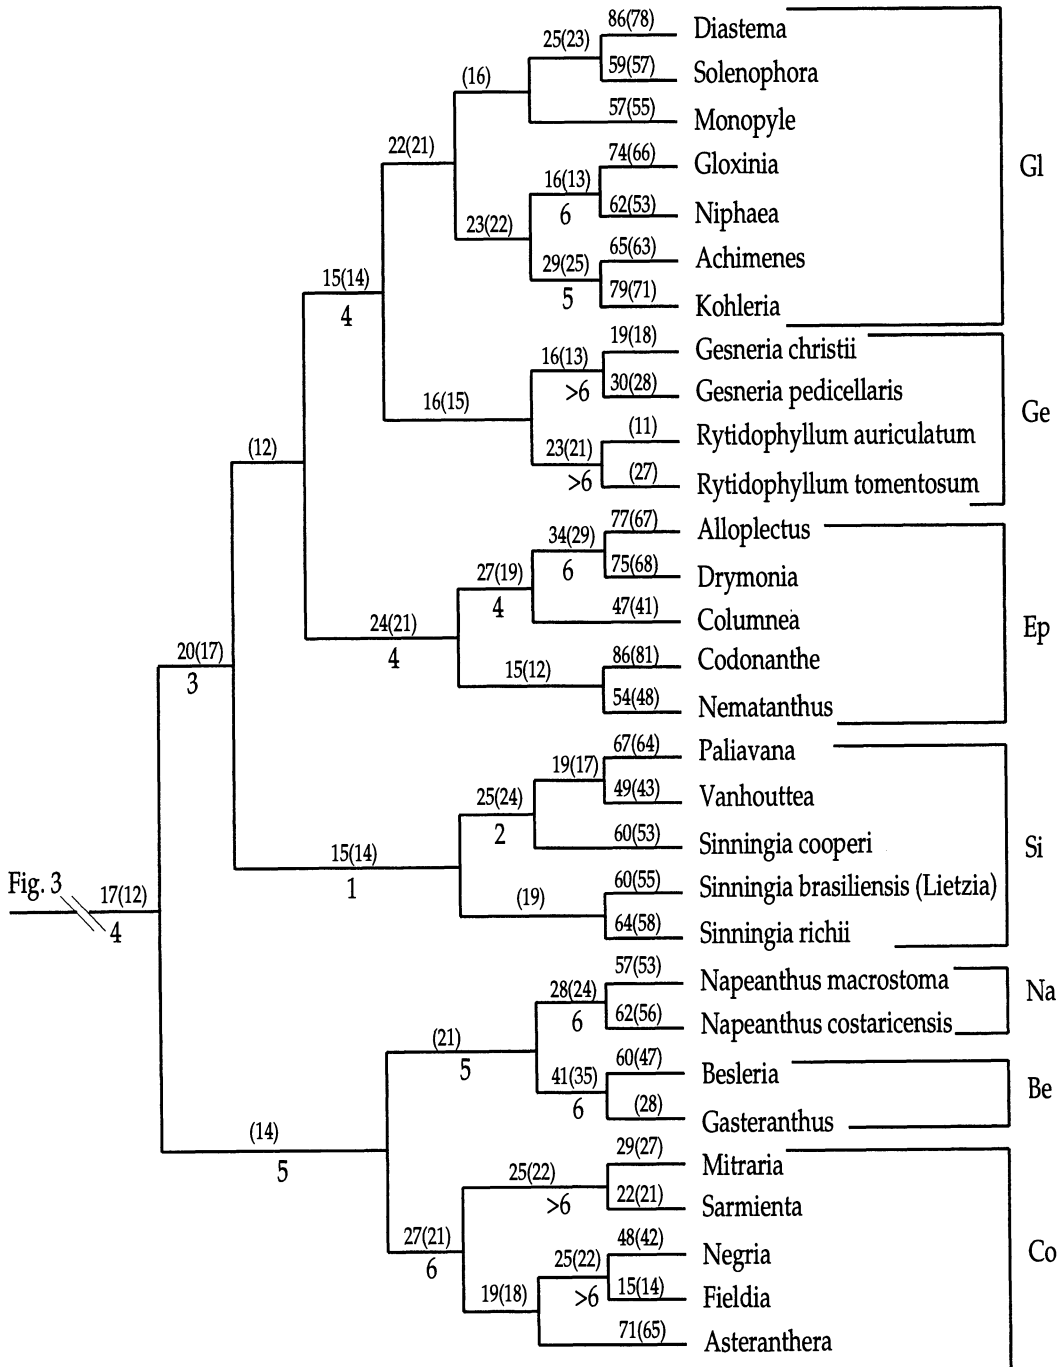 86(78)
Diastema
25(23)
59(57)
Solenophora
(16)
57(55)
Monopyle
Gl
22(21)
74(66)
Gloxinia
16(13)
6
62(53)
Niphaea
23(22)
65(63)
Achimenes
29(25)
5
79(71)
Kohleria
15(14)
4
19(18)
Gesneria christii
16(13)
>6
30(28)
Gesneria pedicellaris
Ge
16(15)
(11)
Rytidophyllum auriculatum
23(21)
>6
(27)
Rytidophyllum tomentosum
(12)
77(67)
Alloplectus
34(29)
6
75(68)
Drymonia
27(19)
4
47(41)
Columnea
Ep
24(21)
4
86(81)
Codonanthe
15(12)
54(48)
Nematanthus
20(17)
3
67(64)
Paliavana
19(17)
49(43)
Vanhouttea
25(24)
2
60(53)
Sinningia cooperi
Si
15(14)
1
60(55)
Sinningia brasiliensis (Lietzia)
(19)
64(58)
Sinningia richii
Fig. 3
17(12)
4
57(53)
Napeanthus macrostoma
Na
28(24)
6
62(56)
Napeanthus costaricensis
(21)
5
60(47)
Besleria
41(35)
6
Be
(28)
Gasteranthus
(14)
5
29(27)
Mitraria
25(22)
>6
22(21)
Sarmienta
27(21)
6
48(42)
Negria
Co
25(22)
>6
15(14)
Fieldia
19(18)
71(65)
Asteranthera